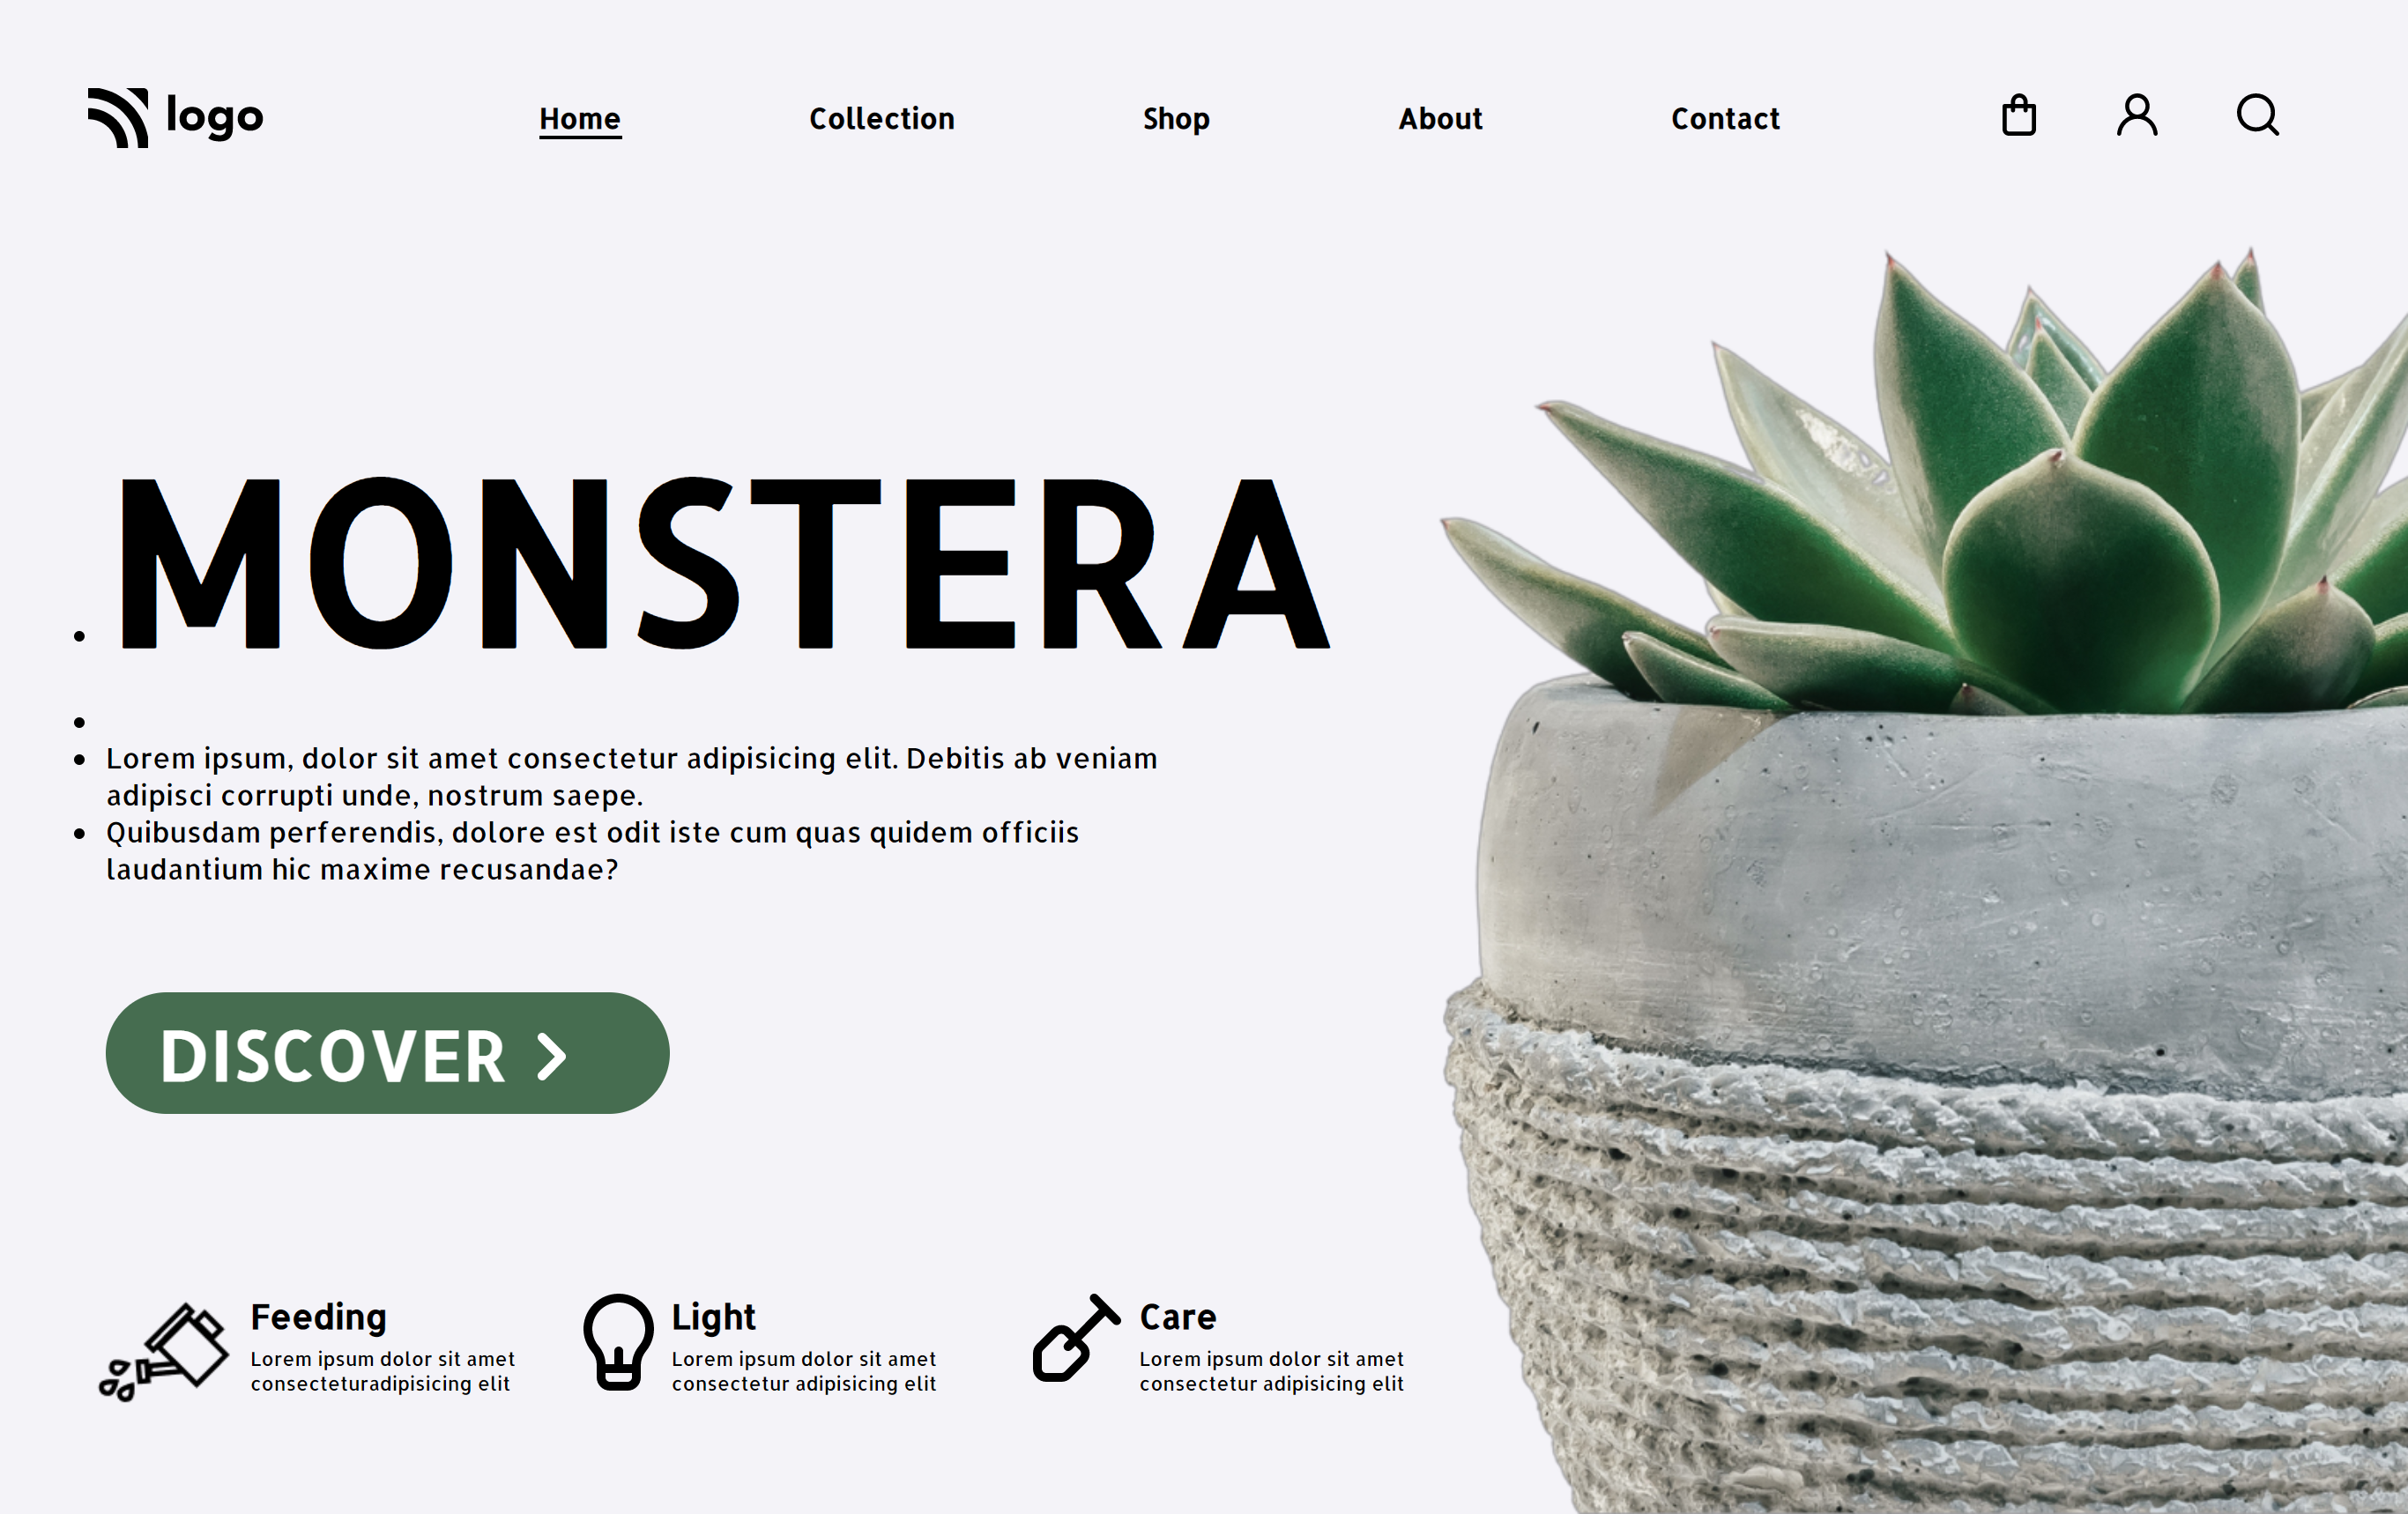 logo
Home Collection Shop About Contact
MONSTERA
Lorem ipsum, dolor sit amet consectetur adipisicing elit. Debitis ab veniam
adipisci corrupti unde, nostrum saepe.
Quibusdam perferendis, dolore est odit iste cum quas quidem officiis
laudantium hic maxime recusandae?
DISCOVER
Feeding
Lorem ipsum dolor sit amet
consecteturadipisicing elit
Light
Lorem ipsum dolor sit amet
consectetur adipisicing elit
Care
Lorem ipsum dolor sit amet
consectetur adipisicing elit